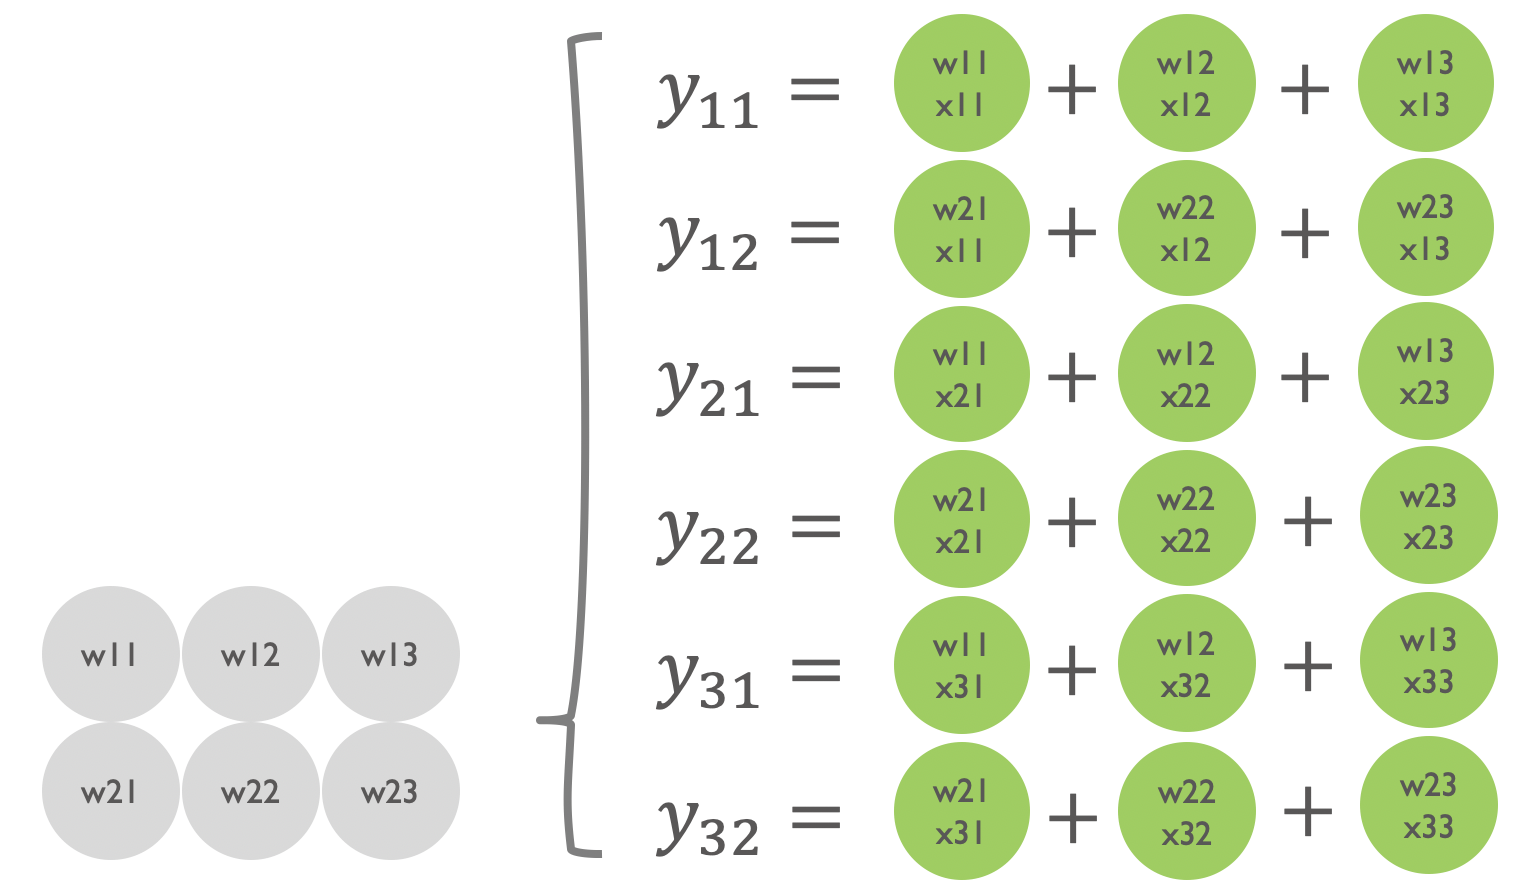 y11 = w11 x11 + w12 x12 + w13 x13
y12 = w21 x11 + w22 x12 + w23 x13
y21 = w11 x21 + w12 x22 + w13 x23
y22 = w21 x21 + w22 x22 + w23 x23
y31 = w11 x31 + w12 x32 + w13 x33
y32 = w21 x31 + w22 x32 + w23 x33
w11 w12 w13
w21 w22 w23